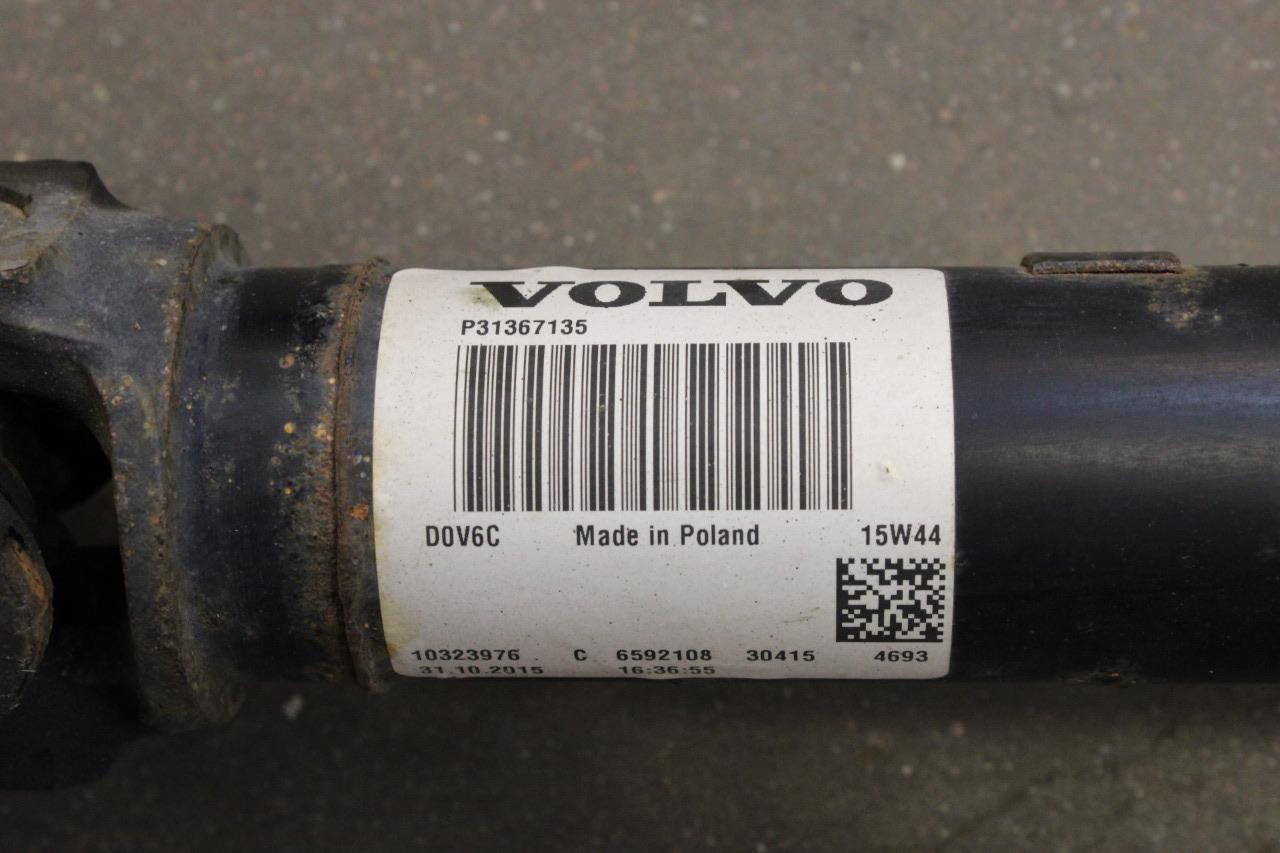 VOLVO
P31367135
D0V6C Made in Poland 15W44
10323976 C 6592108 30415 4693
31.10.2015 16:36:55